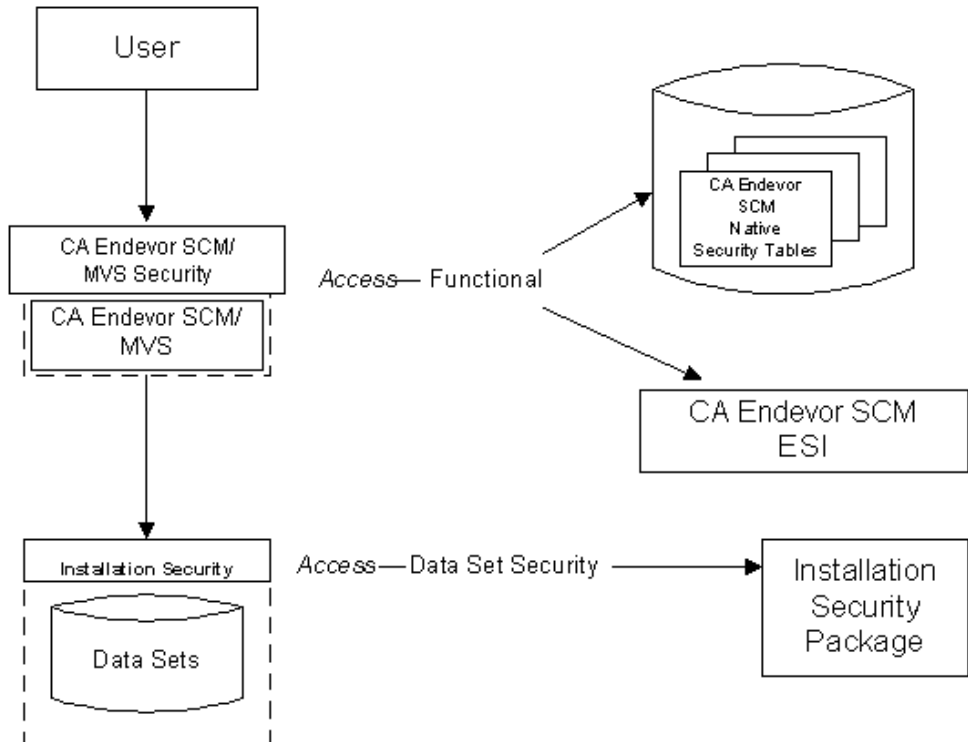 User
CA Endevor SCM/
MVS Security
CA Endevor SCM/
MVS
Access— Functional
CA Endevor
SCM
Native
Security Tables
CA Endevor SCM
ESI
Installation Security
Data Sets
Access—Data Set Security
Installation
Security
Package